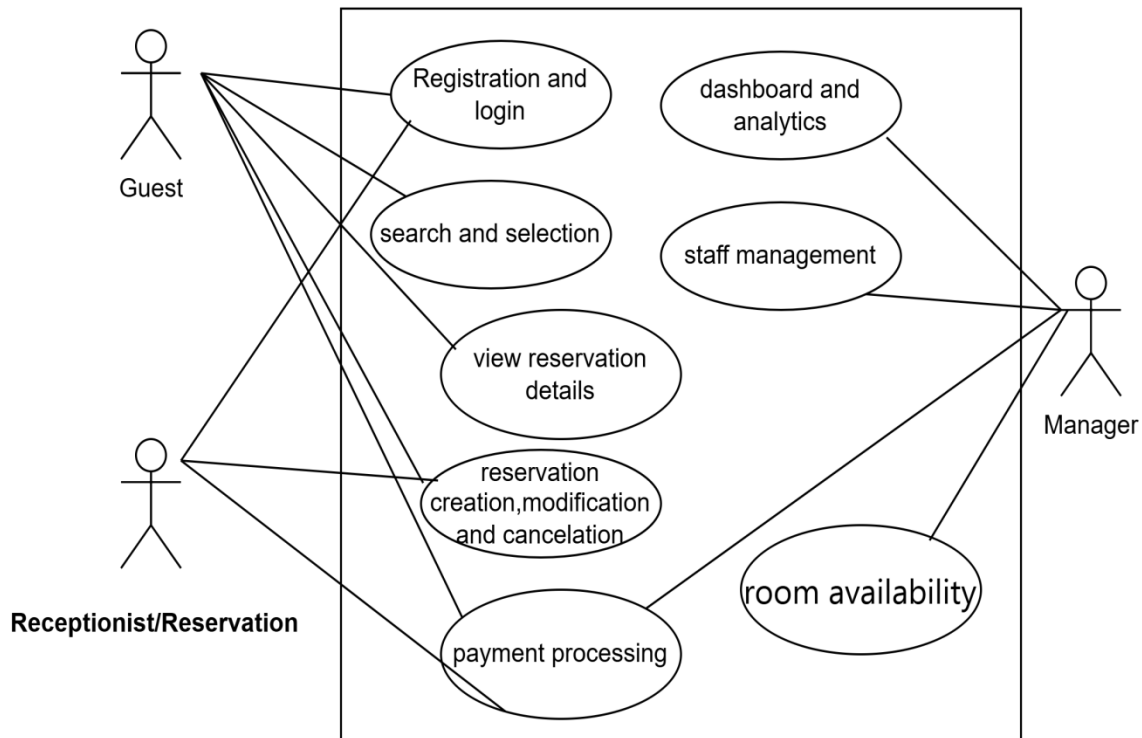 Registration and
login
dashboard and
analytics
Guest
search and selection
staff management
view reservation
details
Manager
reservation
creation,modification
and cancelation
room availability
Receptionist/Reservation
payment processing